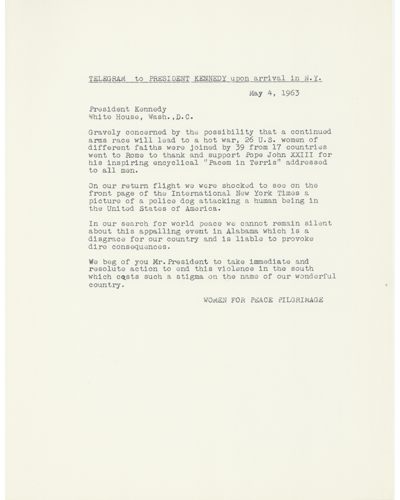 TELEGRAM to PRESIDENT KENNEDY upon arrival in N.Y.
May 4, 1963
President Kennedy
White House, Wash.,D.C.
Gravely concerned by the possibility that a continued
arms race will lead to a hot war, 26 U.S. women of
different faiths were joined by 39 from 17 countries
went to Rome to thank and support Pope John XXIII for
his inspiring encyclical "Pacem in Terris" addressed
to all men.
On our return flight we were shocked to see on the
front page of the International New York Times a
picture of a police dog attacking a human being in
the United States of America.
In our search for world peace we cannot remain silent
about this appalling event in Alabama which is a
disgrace for our country and is liable to provoke
dire consequences.
We beg of you Mr.President to take immediate and
resolute action to end this violence in the south
which casts such a stigma on the name of our wonderful
country.
WOMEN FOR PEACE PILGRIMAGE